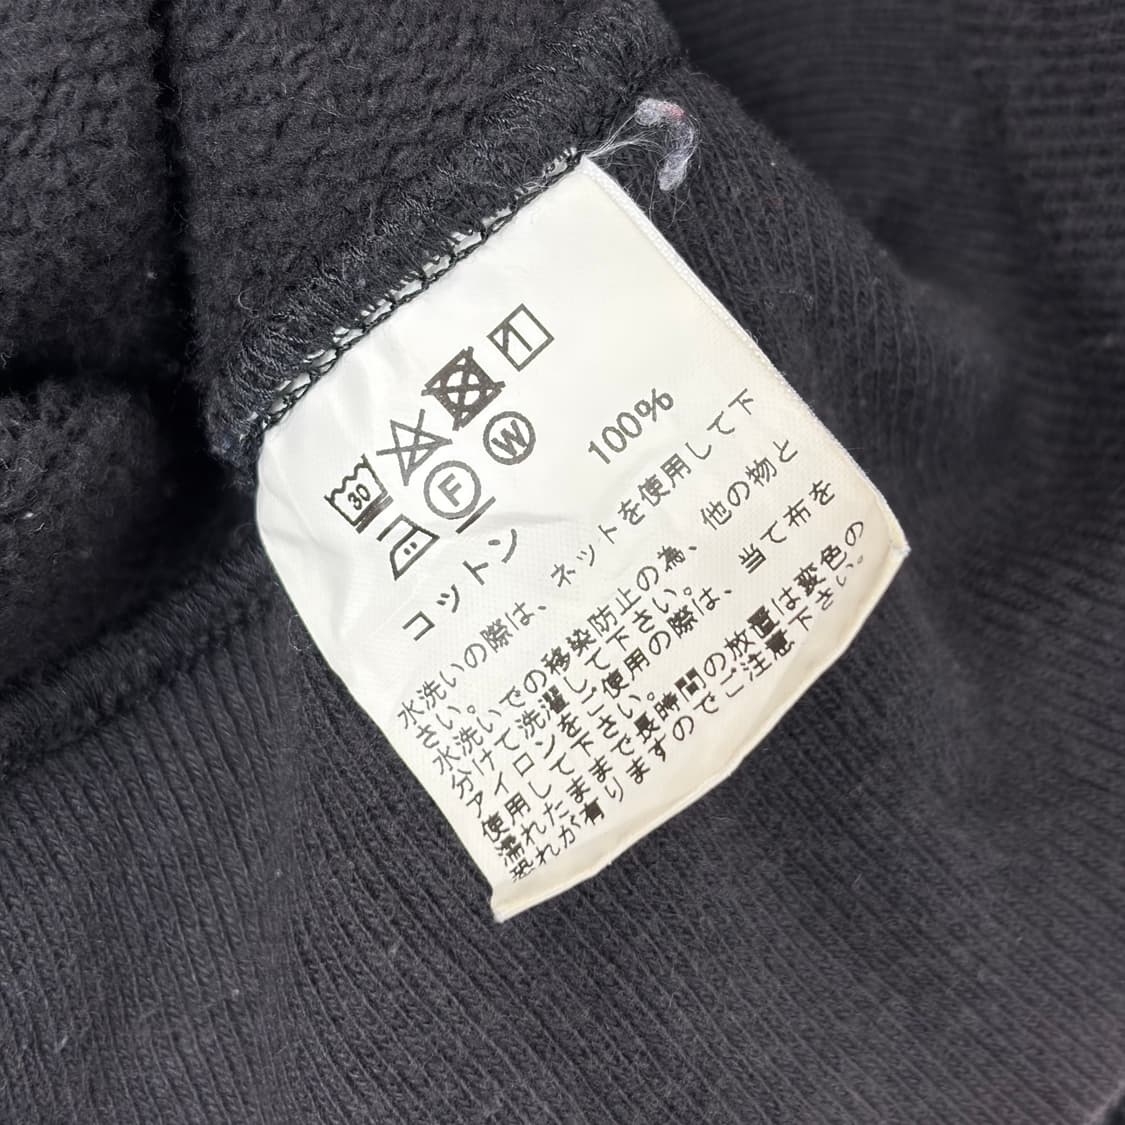 30
F W
コットン 100%
水洗いの際は、ネットを使用して下
さい。
水洗いでの移染防止の為、他の物と
分けて洗濯して下さい。
アイロンをご使用の際は、当て布を
使用して下さい。
濡れたままで長時間の放置は変色の
恐れが有りますのでご注意下さい。